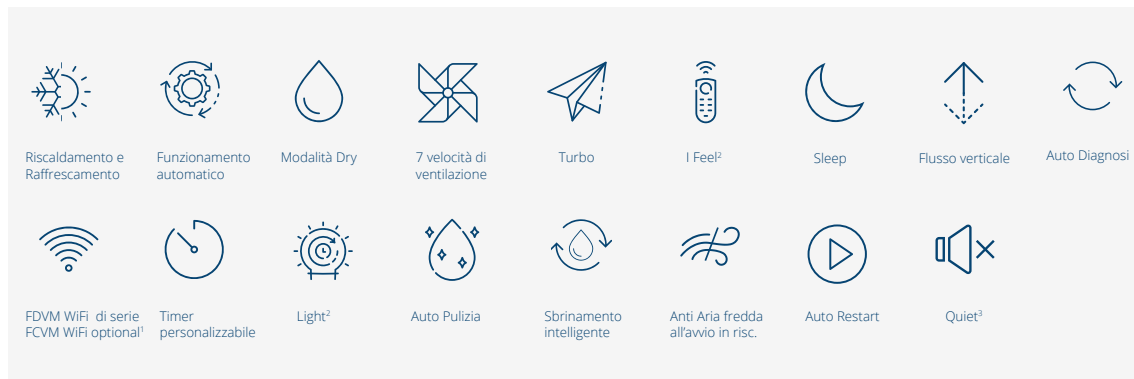 Riscaldamento e
Raffrescamento
Funzionamento
automatico
Modalità Dry
7 velocità di
ventilazione
Turbo
I Feel²
Sleep
Flusso verticale
Auto Diagnosi
FDVM WiFi di serie
FCVM WiFi optional¹
Timer
personalizzabile
Light²
Auto Pulizia
Sbrinamento
intelligente
Anti Aria fredda
all'avvio in risc.
Auto Restart
Quiet³